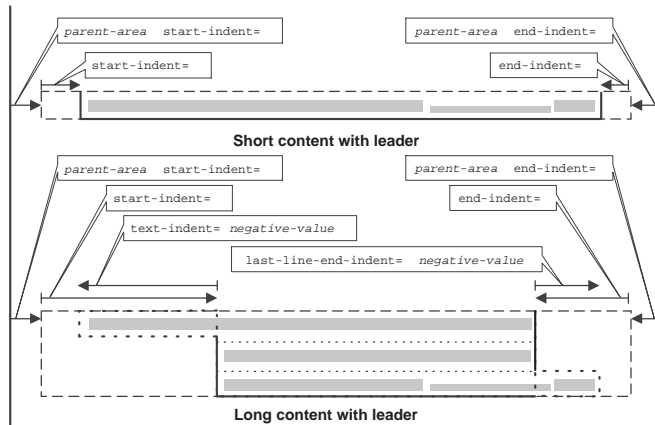 parent-area start-indent=
parent-area end-indent=
start-indent=
end-indent=
Short content with leader
parent-area start-indent=
parent-area end-indent=
start-indent=
end-indent=
text-indent= negative-value
last-line-end-indent= negative-value
Long content with leader